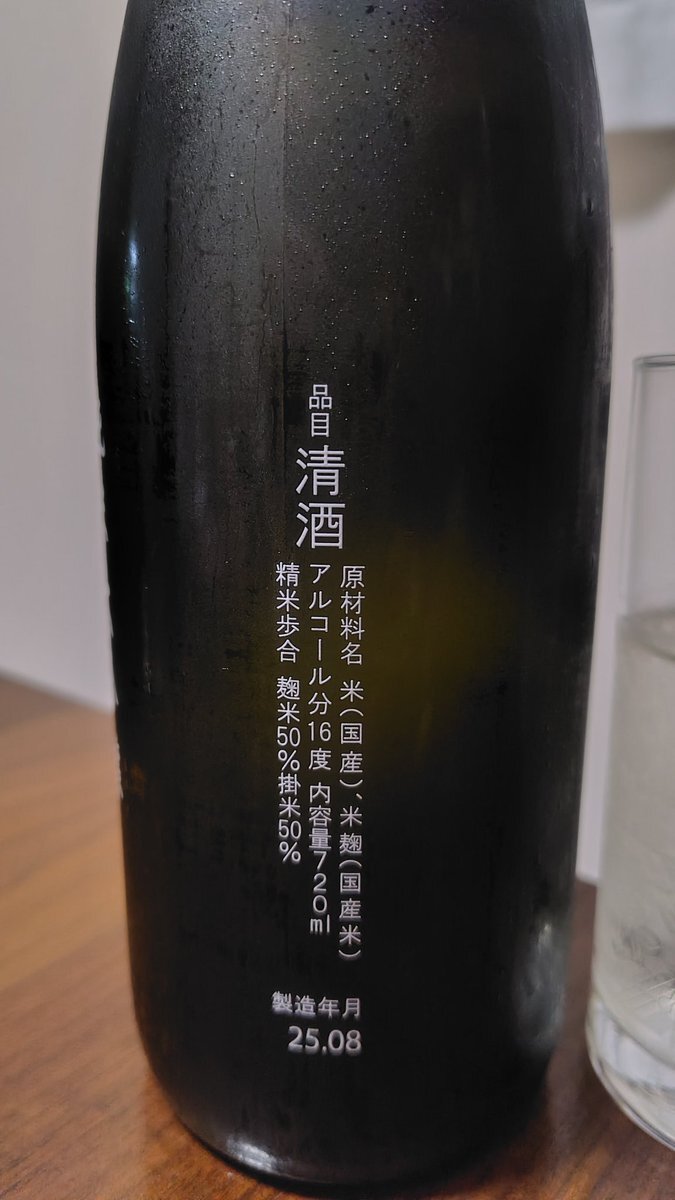 品目 清酒
原材料名 米(国産)、米麹(国産米)
アルコール分16度 内容量720ml
精米歩合 麹米50%掛米50%
製造年月
25.08